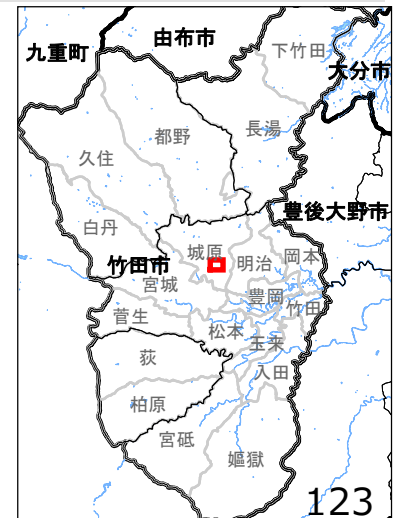 由布市
九重町
下竹田
大分市
長湯
都野
久住
豊後大野市
白丹
城原
岡本
明治
竹田市
宮城
豊岡
竹田
菅生
松本
玉来
荻
入田
柏原
宮砥
嫗獄
123